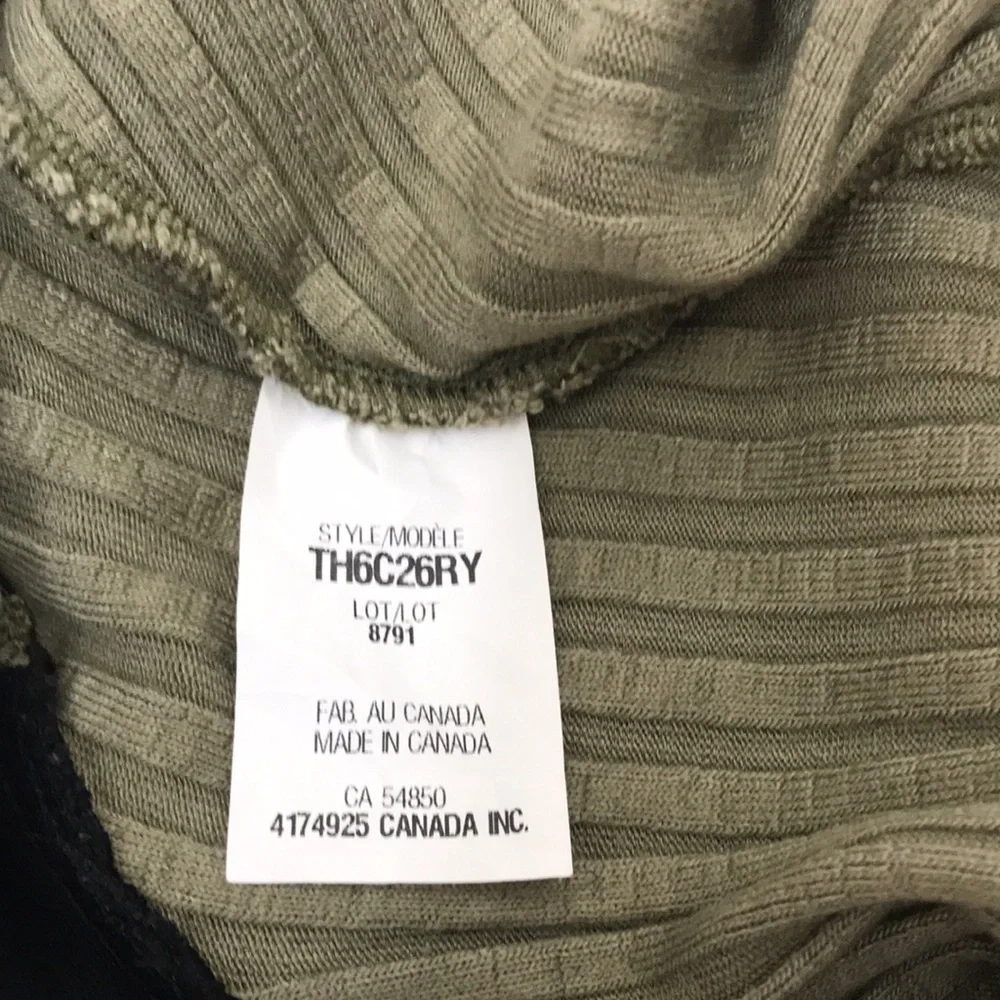 STYLE/MODÈLE
TH6C26RY
LOT/LOT
8791
FAB. AU CANADA
MADE IN CANADA
CA 54850
4174925 CANADA INC.